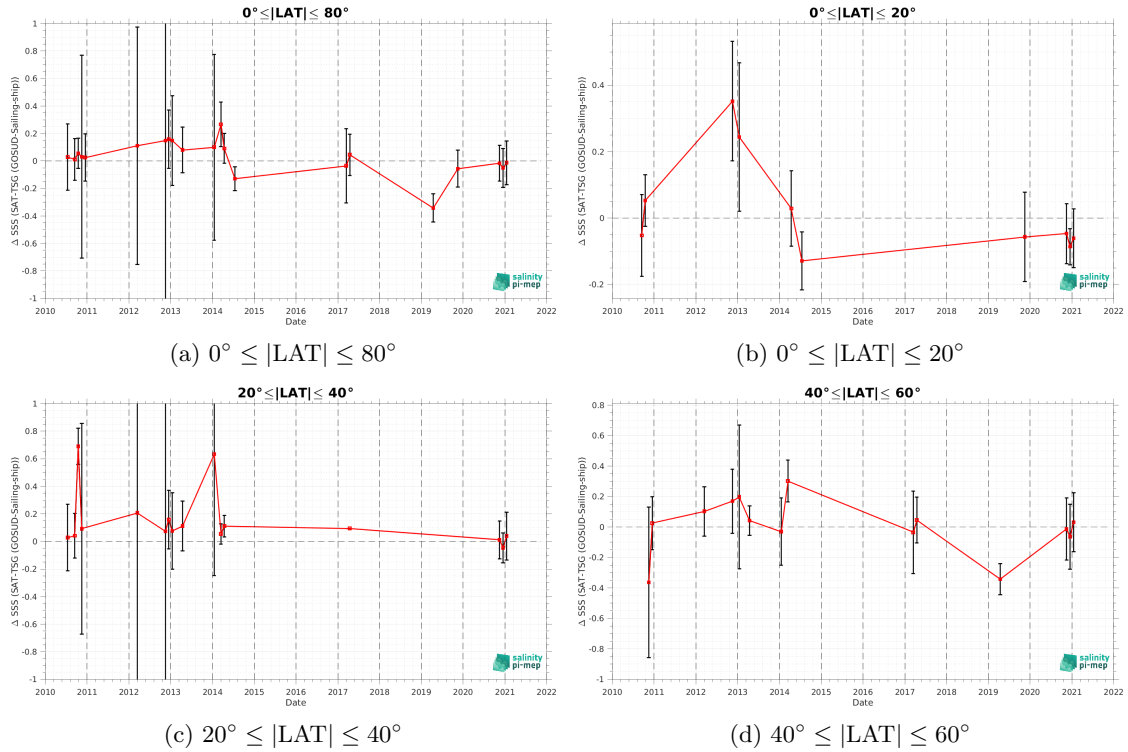 0°≤|LAT|≤ 80°
Δ SSS (SAT-TSG (GOSUD-Sailing-ship))
1
0.8
0.6
0.4
0.2
0
-0.2
-0.4
-0.6
-0.8
-1
2010 2011 2012 2013 2014 2015 2016 2017 2018 2019 2020 2021 2022
Date
salinity
pi-mep
(a) 0° ≤ |LAT| ≤ 80°
0°≤|LAT|≤ 20°
Δ SSS (SAT-TSG (GOSUD-Sailing-ship))
0.4
0.2
0
-0.2
2010 2011 2012 2013 2014 2015 2016 2017 2018 2019 2020 2021 2022
Date
salinity
pi-mep
(b) 0° ≤ |LAT| ≤ 20°
20°≤|LAT|≤ 40°
Δ SSS (SAT-TSG (GOSUD-Sailing-ship))
1
0.8
0.6
0.4
0.2
0
-0.2
-0.4
-0.6
-0.8
-1
2010 2011 2012 2013 2014 2015 2016 2017 2018 2019 2020 2021 2022
Date
salinity
pi-mep
(c) 20° ≤ |LAT| ≤ 40°
40°≤|LAT|≤ 60°
Δ SSS (SAT-TSG (GOSUD-Sailing-ship))
0.8
0.6
0.4
0.2
0
-0.2
-0.4
-0.6
-0.8
-1
2010 2011 2012 2013 2014 2015 2016 2017 2018 2019 2020 2021 2022
Date
salinity
pi-mep
(d) 40° ≤ |LAT| ≤ 60°